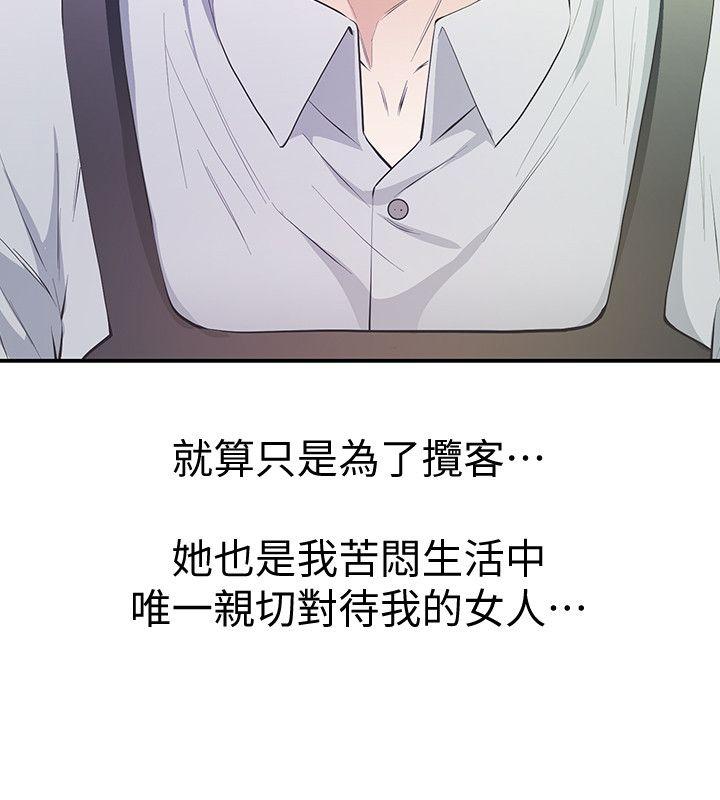 就算只是為了攬客…
她也是我苦悶生活中
唯一親切對待我的女人…